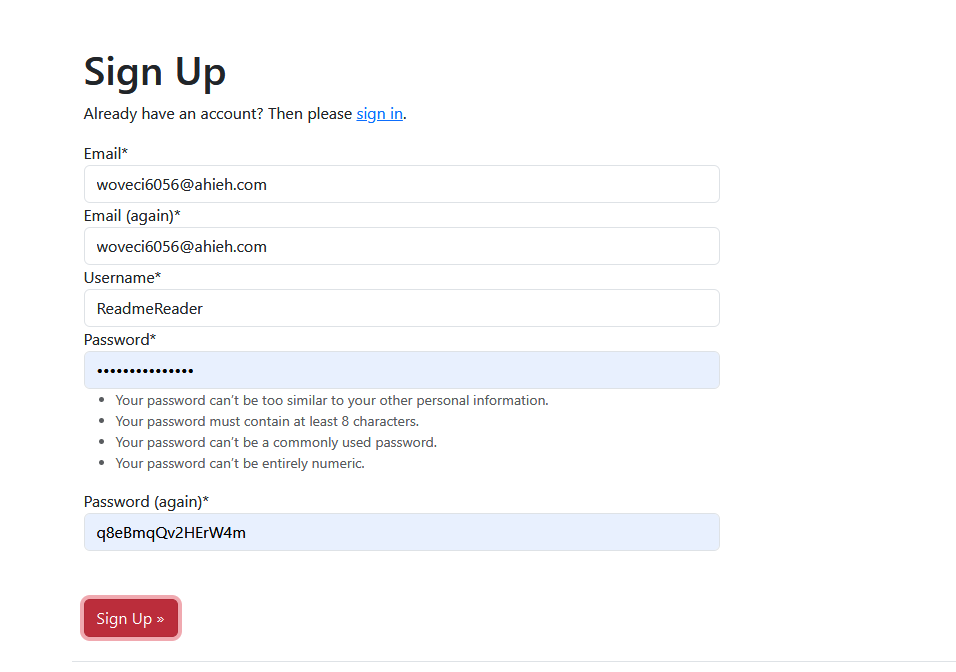 Sign Up
Already have an account? Then please sign in.
Email*
woveci6056@ahieh.com
Email (again)*
woveci6056@ahieh.com
Username*
ReadmeReader
Password*
•••••••••••••••
• Your password can’t be too similar to your other personal information.
• Your password must contain at least 8 characters.
• Your password can’t be a commonly used password.
• Your password can’t be entirely numeric.
Password (again)*
q8eBmqQv2HErW4m
Sign Up »